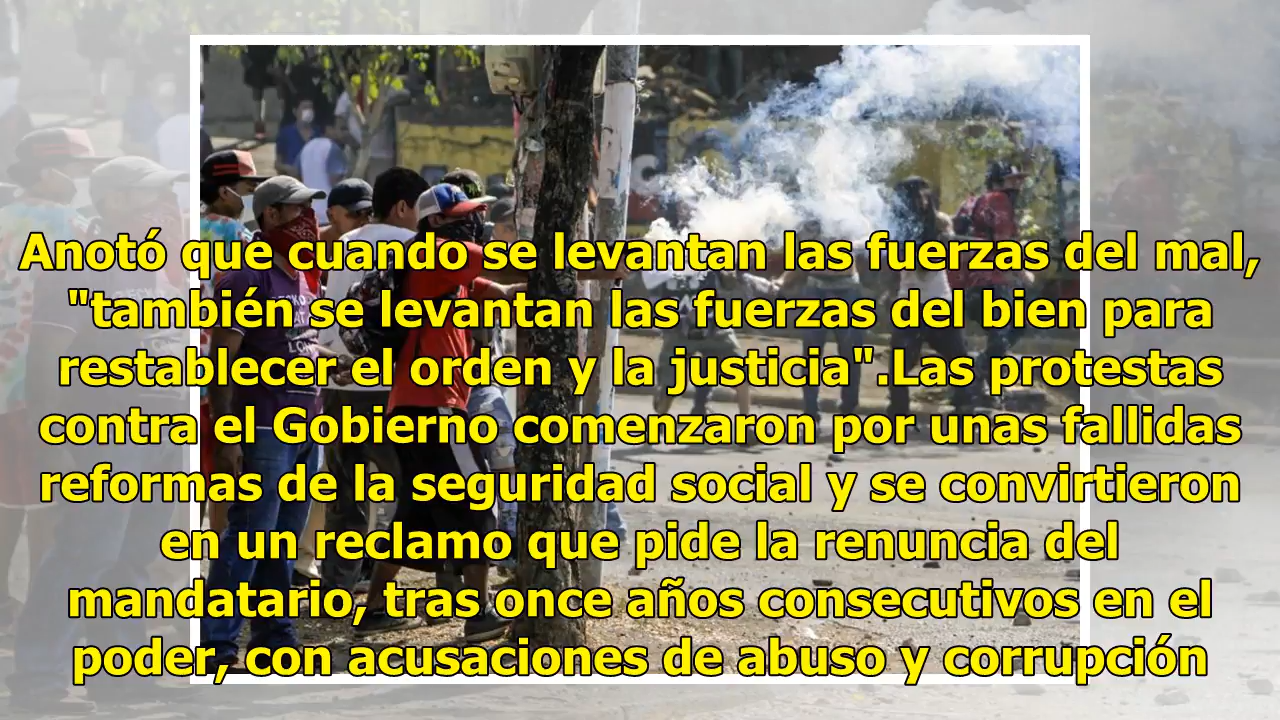 Anotó que cuando se levantan las fuerzas del mal,
"también se levantan las fuerzas del bien para
restablecer el orden y la justicia".Las protestas
contra el Gobierno comenzaron por unas fallidas
reformas de la seguridad social y se convirtieron
en un reclamo que pide la renuncia del
mandatario, tras once años consecutivos en el
poder, con acusaciones de abuso y corrupción